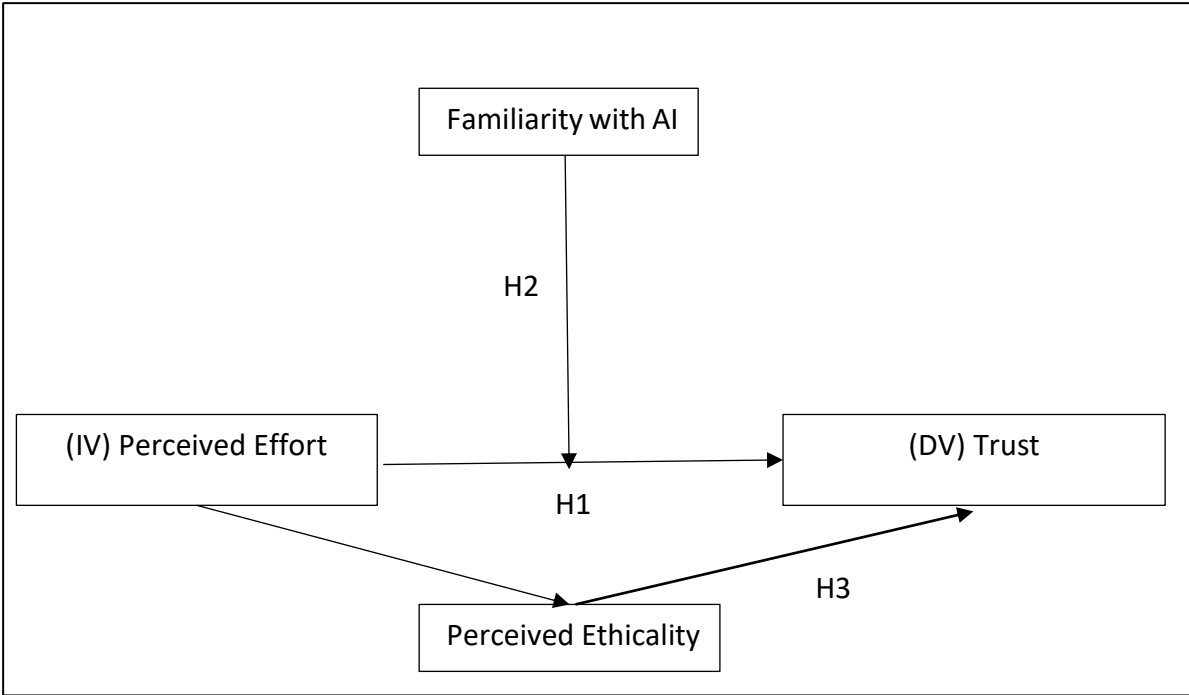 Familiarity with AI
H2
(IV) Perceived Effort
(DV) Trust
H1
H3
Perceived Ethicality